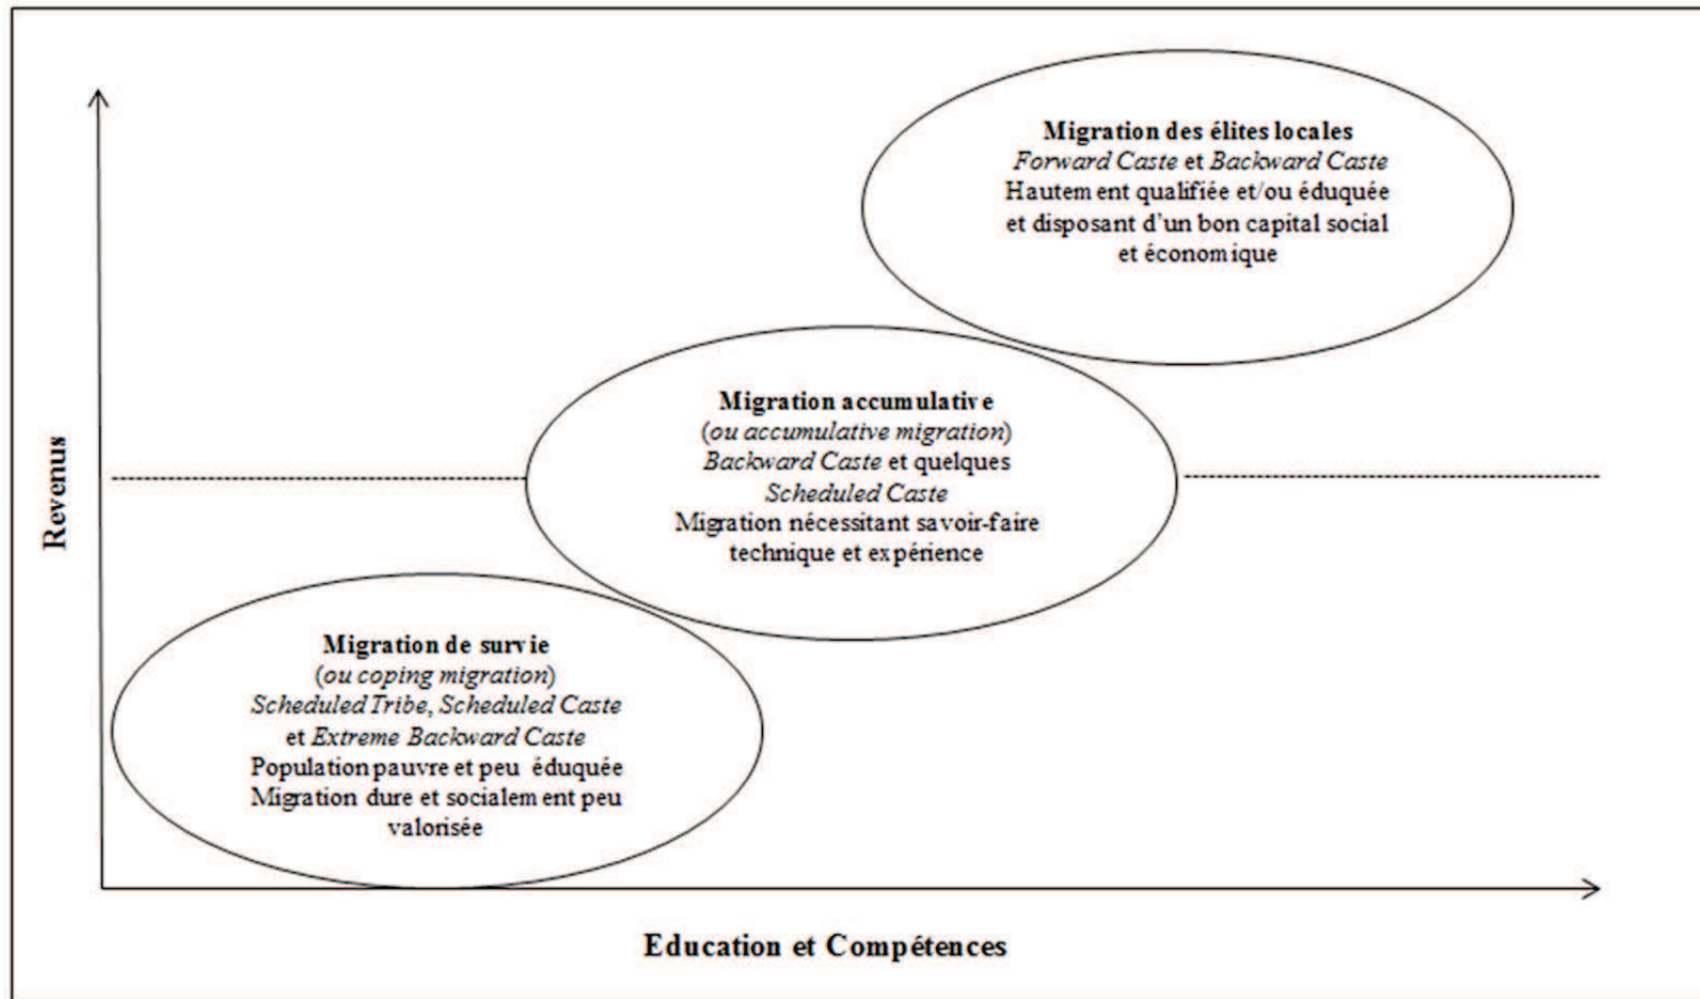 Migration des élites locales
Forward Caste et Backward Caste
Hautement qualifiée et/ou éduquée
et disposant d'un bon capital social
et économique
Migration accumulative
(ou accumulative migration)
Backward Caste et quelques
Scheduled Caste
Migration nécessitant savoir-faire
technique et expérience
Revenus
Migration de survie
(ou coping migration)
Scheduled Tribe, Scheduled Caste
et Extreme Backward Caste
Population pauvre et peu éduquée
Migration dure et socialement peu
valorisée
Education et Compétences